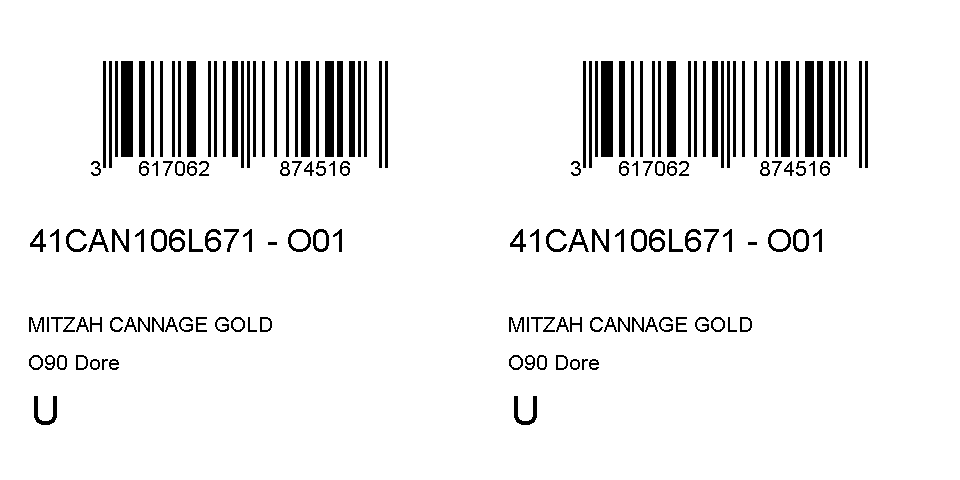 3 617062 874516
41CAN106L671 - O01
MITZAH CANNAGE GOLD
O90 Dore
U
3 617062 874516
41CAN106L671 - O01
MITZAH CANNAGE GOLD
O90 Dore
U